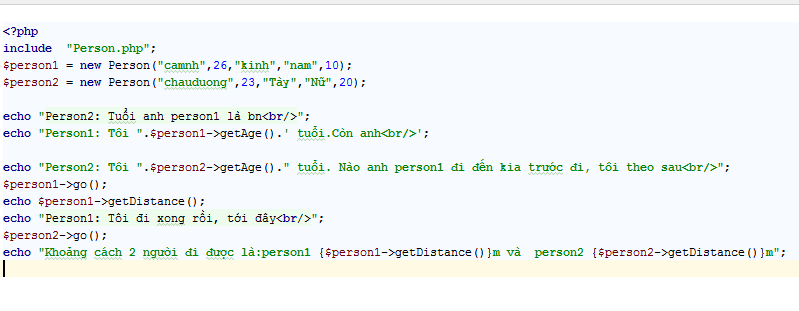 <?php
include  "Person.php";
$person1 = new Person("camnh",26,"kinh","nam",10);
$person2 = new Person("chauduong",23,"Tày","Nữ",20);
echo "Person2: Tuổi anh person1 là bn<br/>";
echo "Person1: Tôi ".$person1->getAge().' tuổi.Còn anh<br/>';
echo "Person2: Tôi ".$person2->getAge()." tuổi. Nào anh person1 đi đến kia trước đi, tôi theo sau<br/>";
$person1->go();
echo $person1->getDistance();
echo "Person1: Tôi đi xong rồi, tới đây<br/>";
$person2->go();
echo "Khoảng cách 2 người đi được là:person1 {$person1->getDistance()}m và  person2 {$person2->getDistance()}m";